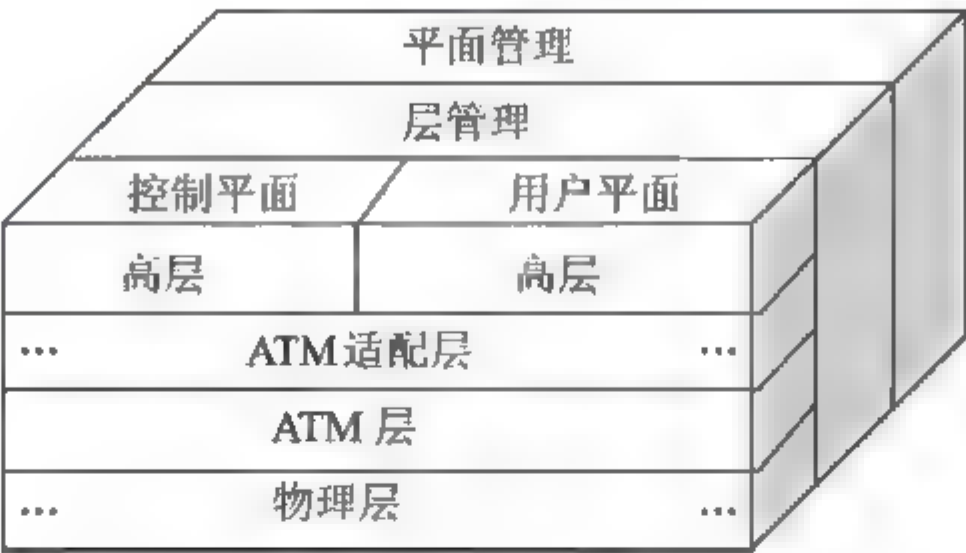 平面管理
层管理
控制平面 用户平面
高层 高层
… ATM适配层 …
ATM 层
… 物理层 …